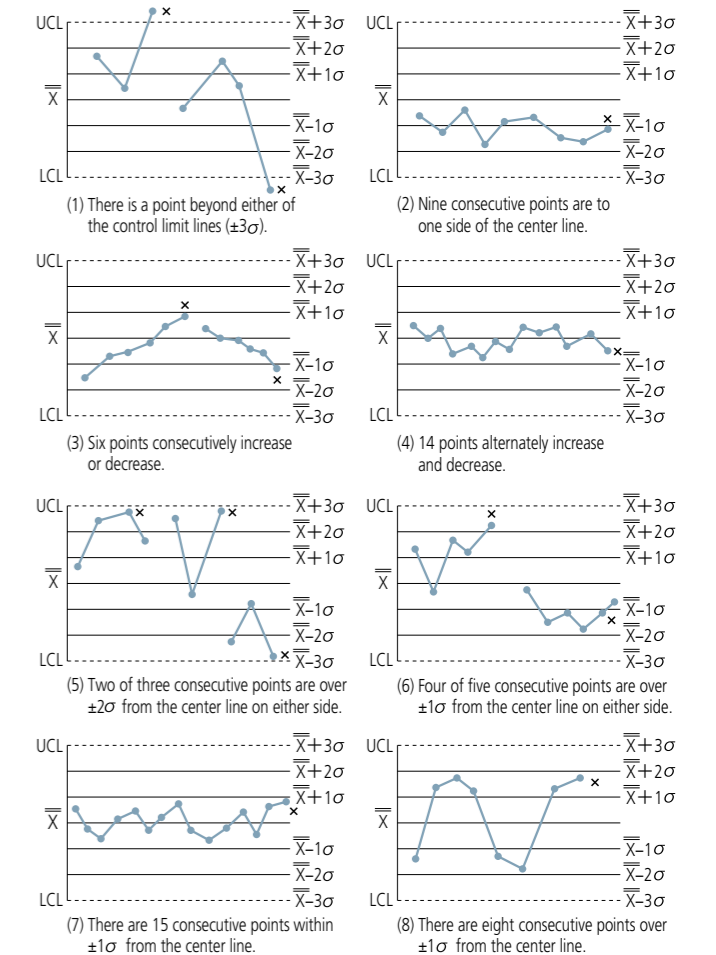 UCL X̿+3σ
X̿+2σ
X̿+1σ
X̿
X̿–1σ
X̿–2σ
LCL X̿–3σ
(1) There is a point beyond either of
the control limit lines (±3σ).
UCL X̿+3σ
X̿+2σ
X̿+1σ
X̿
X̿–1σ
X̿–2σ
LCL X̿–3σ
(2) Nine consecutive points are to
one side of the center line.
UCL X̿+3σ
X̿+2σ
X̿+1σ
X̿
X̿–1σ
X̿–2σ
LCL X̿–3σ
(3) Six points consecutively increase
or decrease.
UCL X̿+3σ
X̿+2σ
X̿+1σ
X̿
X̿–1σ
X̿–2σ
LCL X̿–3σ
(4) 14 points alternately increase
and decrease.
UCL X̿+3σ
X̿+2σ
X̿+1σ
X̿
X̿–1σ
X̿–2σ
LCL X̿–3σ
(5) Two of three consecutive points are over
±2σ from the center line on either side.
UCL X̿+3σ
X̿+2σ
X̿+1σ
X̿
X̿–1σ
X̿–2σ
LCL X̿–3σ
(6) Four of five consecutive points are over
±1σ from the center line on either side.
UCL X̿+3σ
X̿+2σ
X̿+1σ
X̿
X̿–1σ
X̿–2σ
LCL X̿–3σ
(7) There are 15 consecutive points within
±1σ from the center line.
UCL X̿+3σ
X̿+2σ
X̿+1σ
X̿
X̿–1σ
X̿–2σ
LCL X̿–3σ
(8) There are eight consecutive points over
±1σ from the center line.